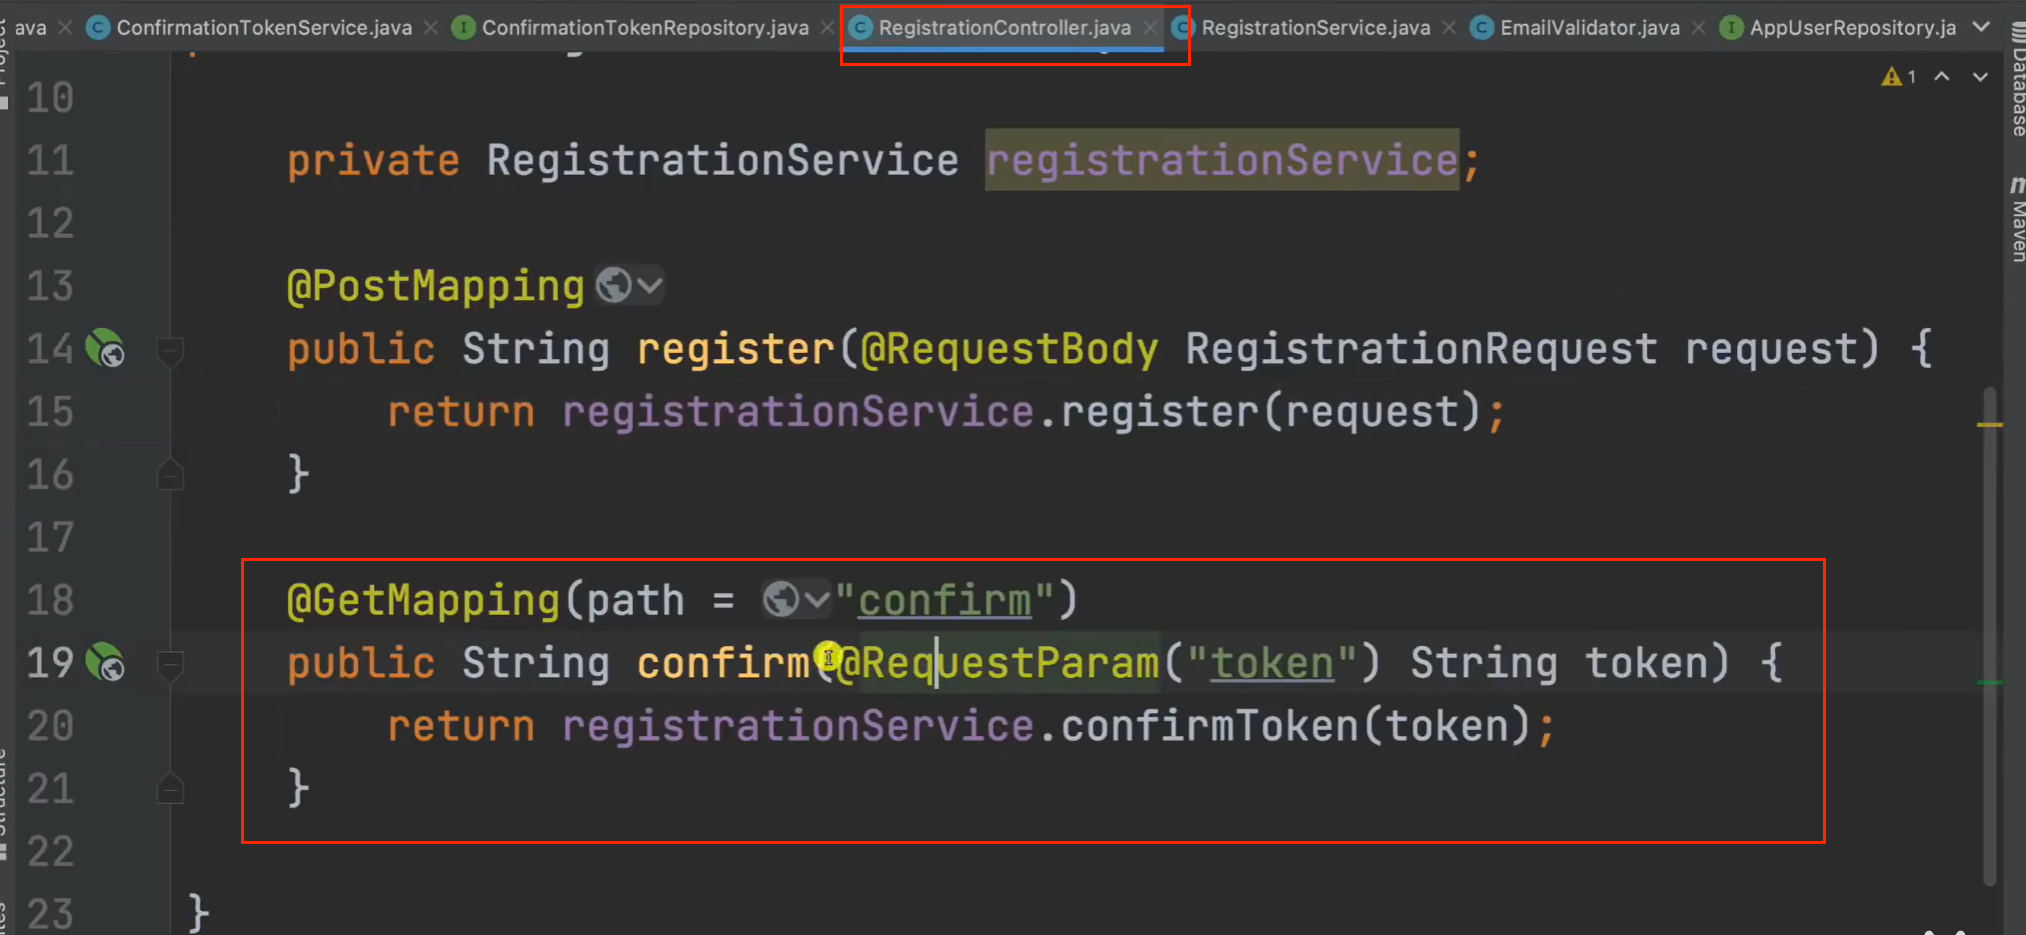 ava ConfirmationTokenService.java ConfirmationTokenRepository.java RegistrationController.java RegistrationService.java EmailValidator.java AppUserRepository.ja
1
10
11 private RegistrationService registrationService;
12
13 @PostMapping
14 public String register(@RequestBody RegistrationRequest request) {
15 return registrationService.register(request);
16 }
17
18 @GetMapping(path = "confirm")
19 public String confirm(@RequestParam("token") String token) {
20 return registrationService.confirmToken(token);
21 }
22
23 }
Project
Structure
Database
m Maven